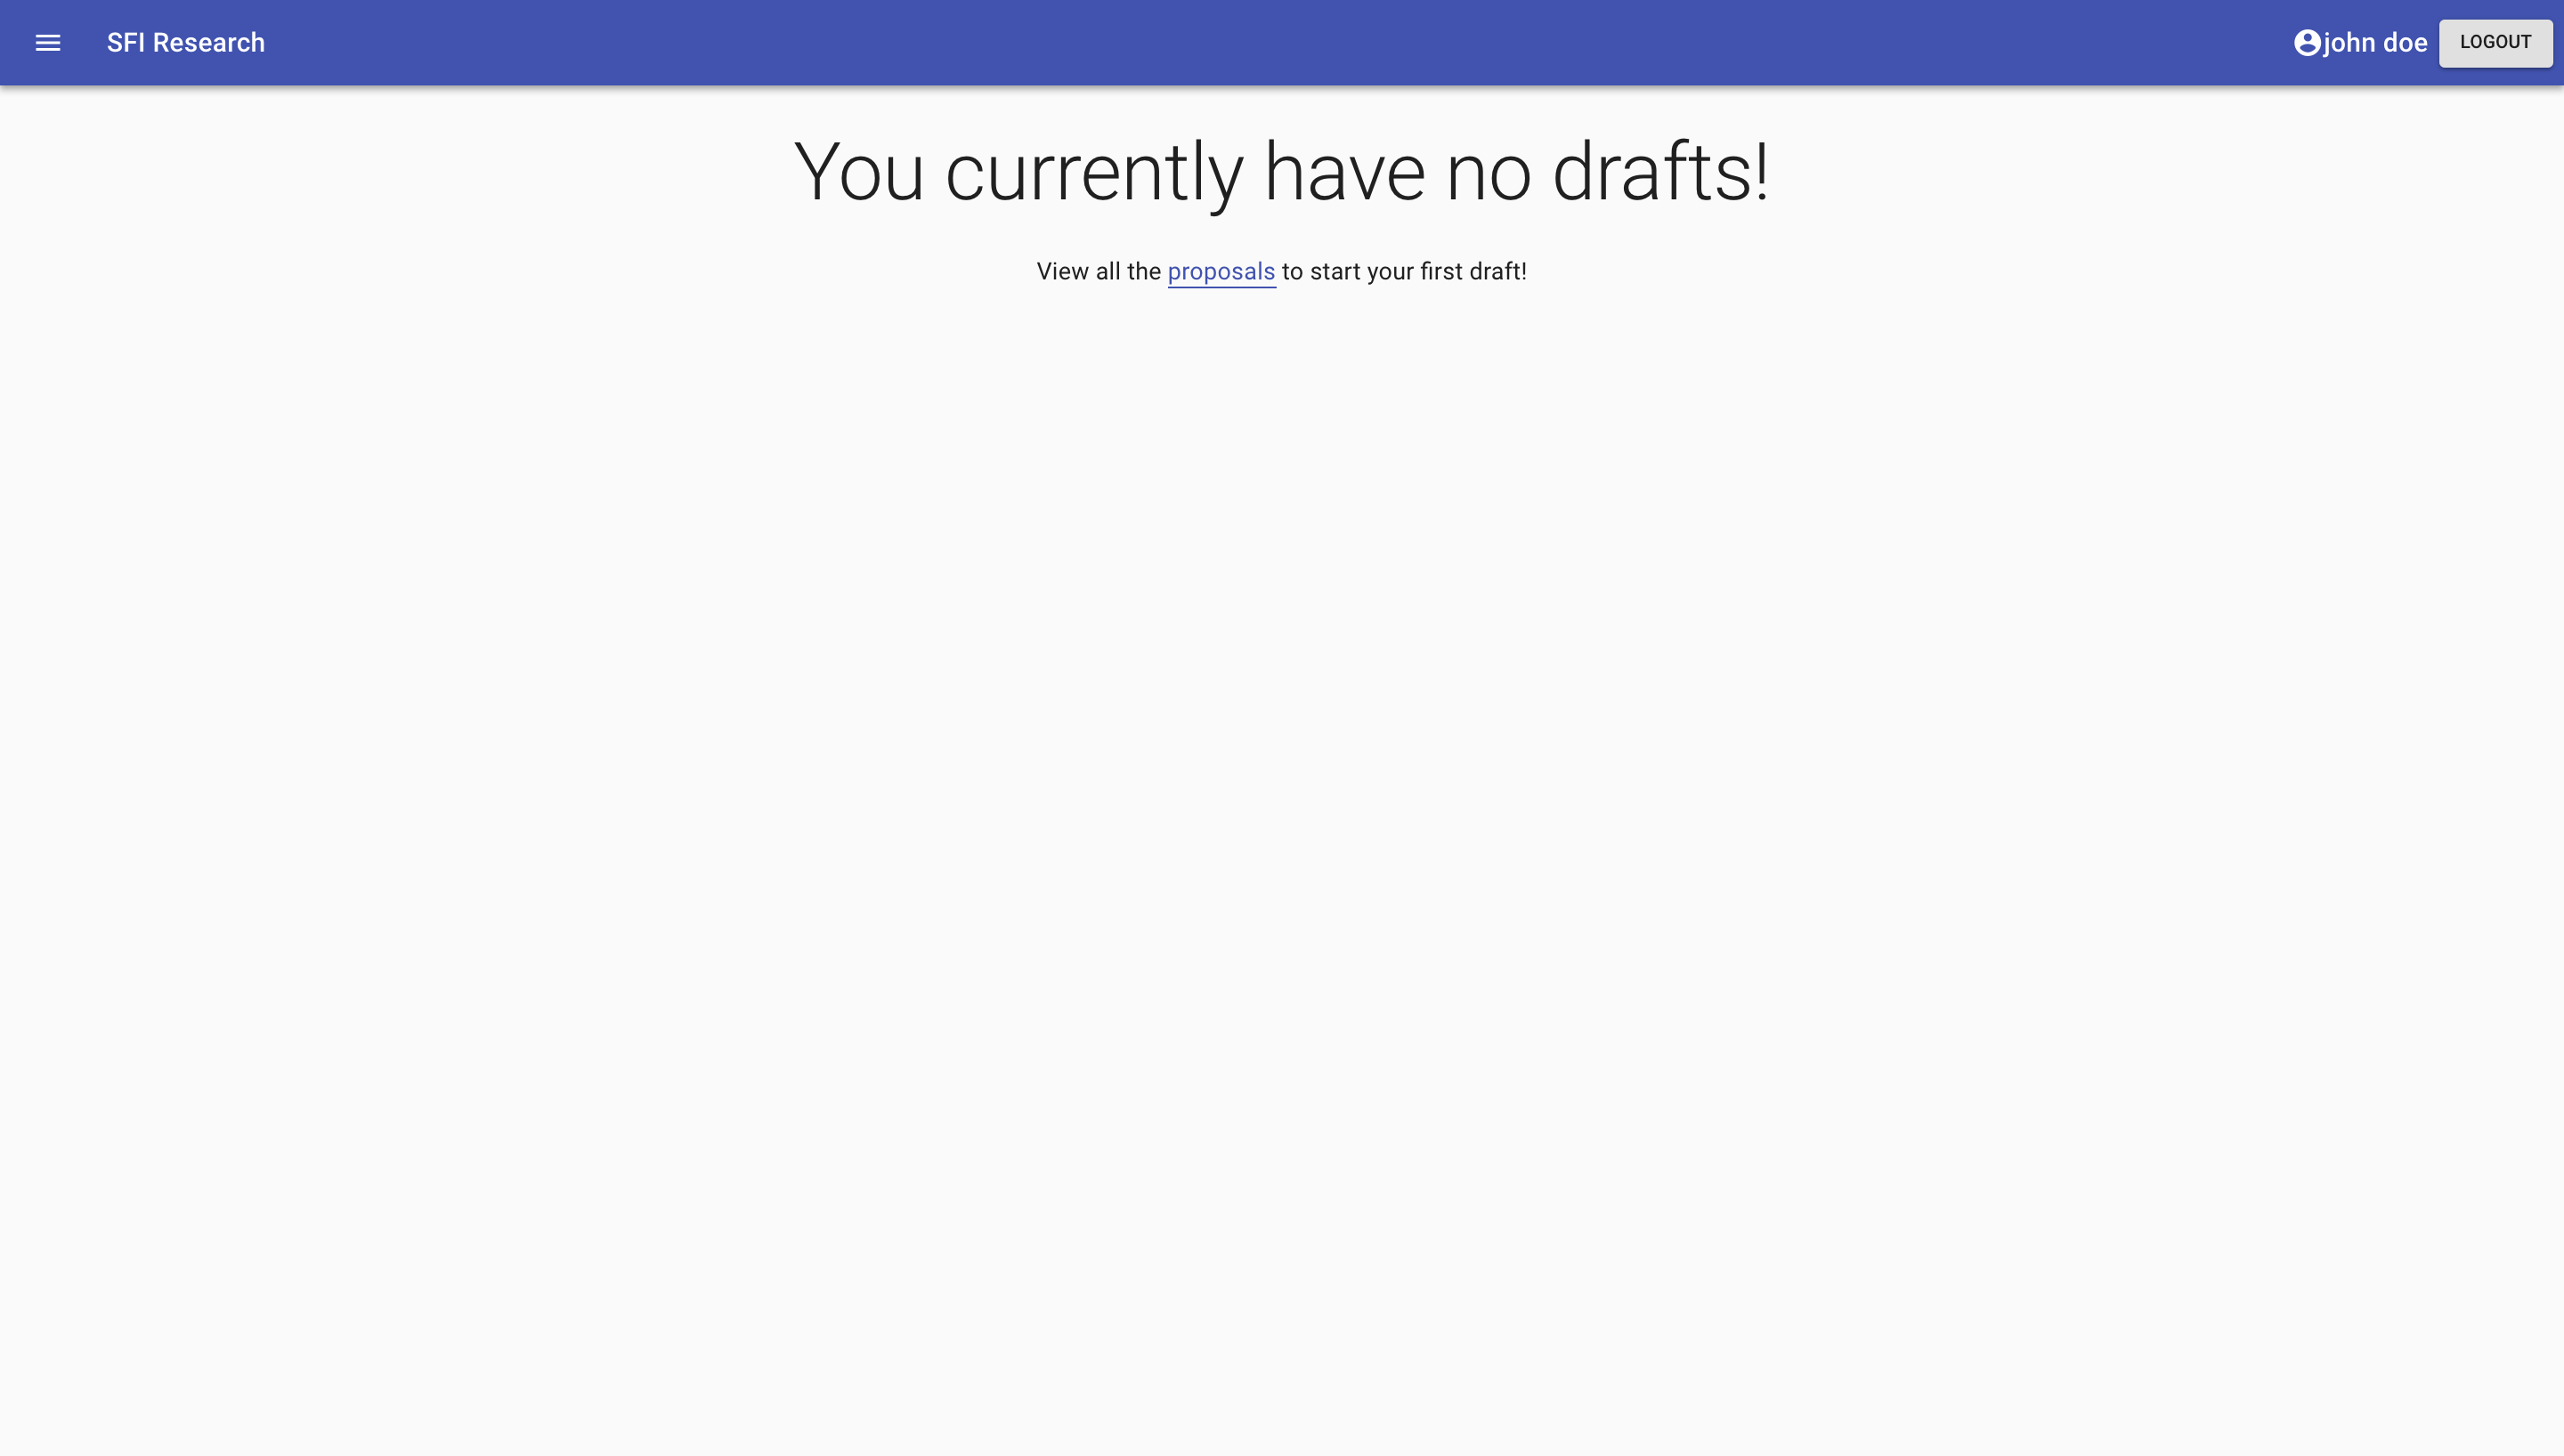 SFI Research
john doe
LOGOUT
You currently have no drafts!
View all the proposals to start your first draft!